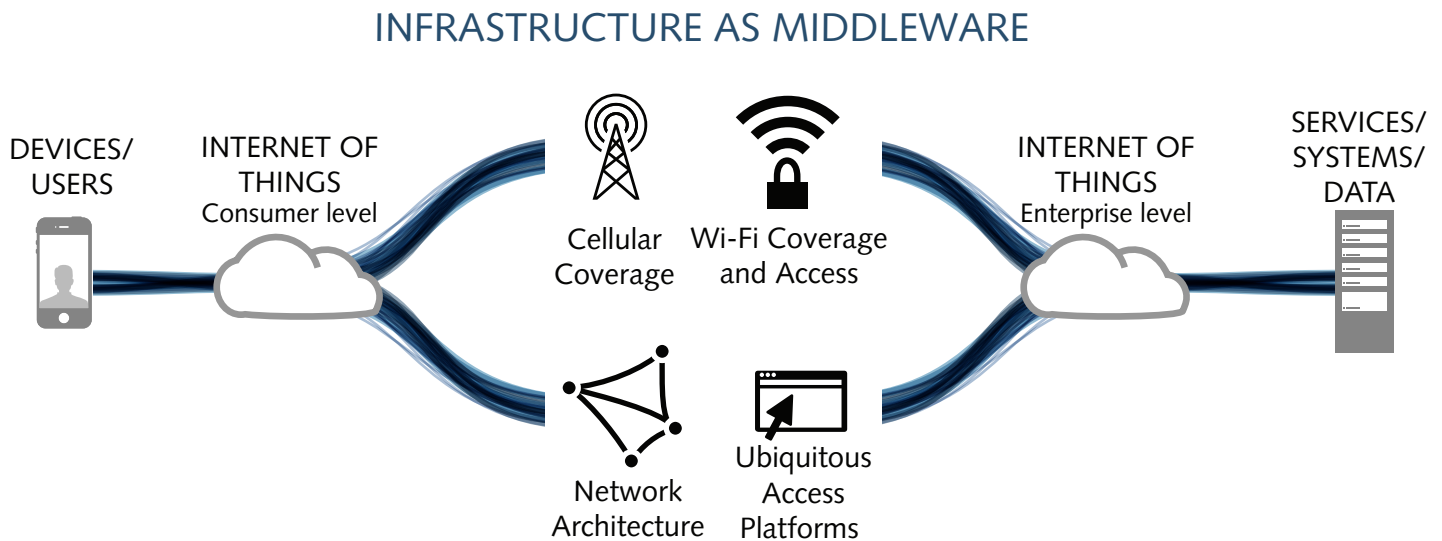 INFRASTRUCTURE AS MIDDLEWARE
DEVICES/
USERS
INTERNET OF
THINGS
Consumer level
Cellular
Coverage
Wi-Fi Coverage
and Access
Network
Architecture
Ubiquitous
Access
Platforms
INTERNET OF
THINGS
Enterprise level
SERVICES/
SYSTEMS/
DATA